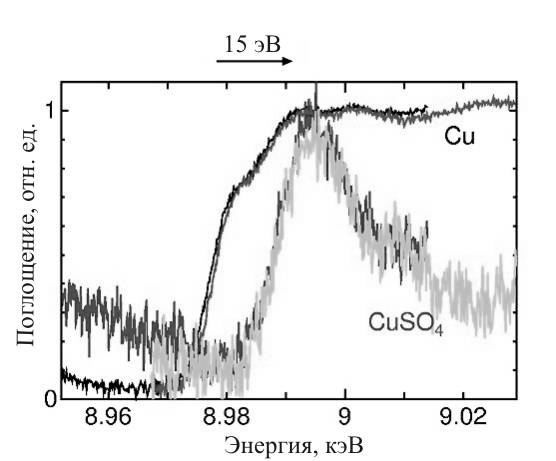 15 эВ
Поглощение, отн. ед.
1
0
Cu
CuSO₄
8.96 8.98 9 9.02
Энергия, кэВ